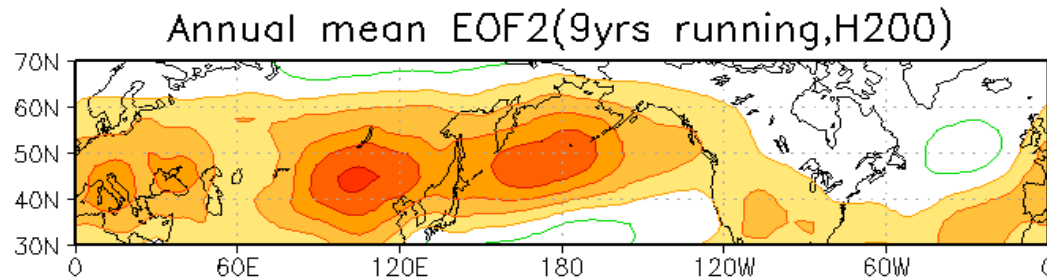 Annual mean EOF2(9yrs running,H200)
70N
60N
50N
40N
30N
0 60E 120E 180 120W 60W 0